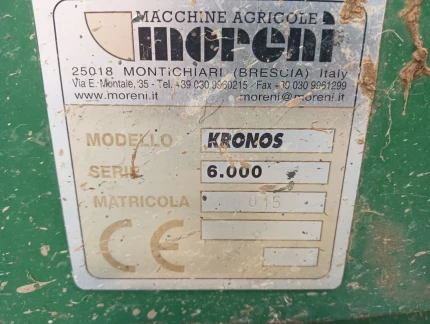 MACCHINE AGRICOLE
moreni
25018 MONTICHIARI (BRESCIA) Italy
Via E. Montale, 35 - Tel. +39 030 9960215 - Fax +39 030 9961299
www.moreni.it moreni@moreni.it
MODELLO KRONOS
SERIE 6.000
MATRICOLA
CE